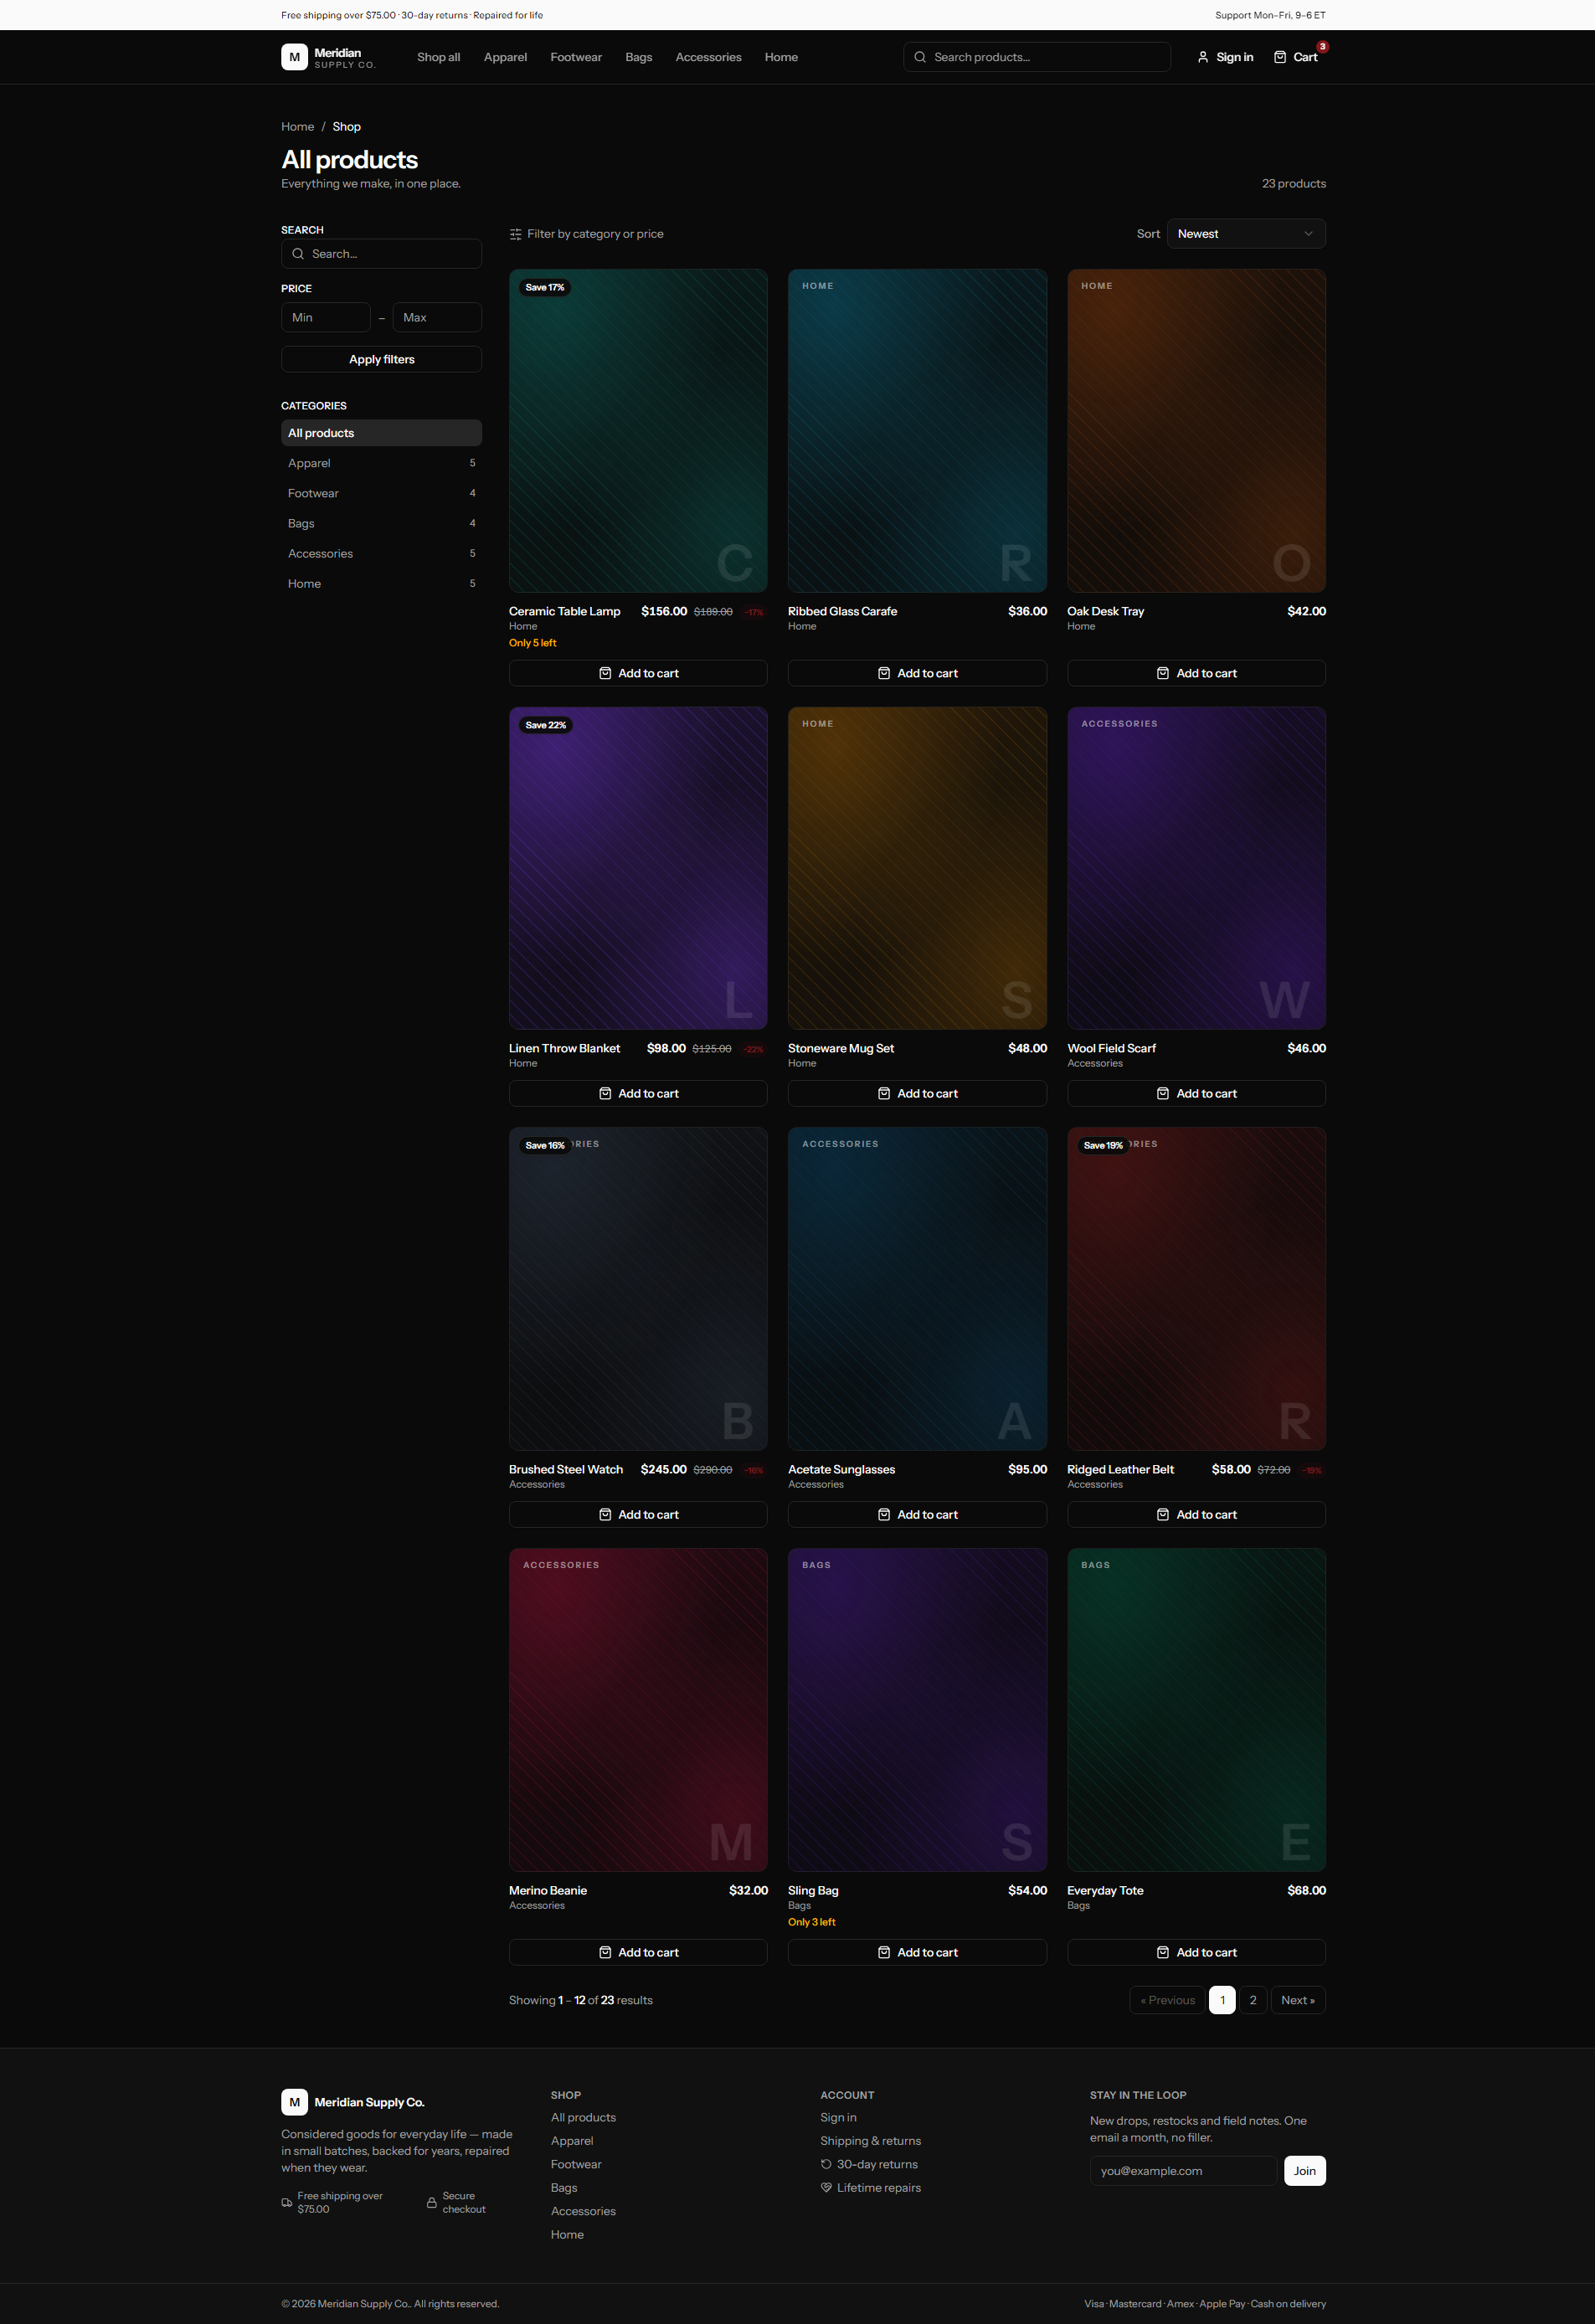 Free shipping over $75.00 · 30-day returns · Repaired for life
Support Mon–Fri, 9–6 ET
M
Meridian
SUPPLY CO.
Shop all
Apparel
Footwear
Bags
Accessories
Home
Search products...
Sign in
Cart
3
Home / Shop
All products
Everything we make, in one place.
23 products
SEARCH
Search...
PRICE
Min – Max
Apply filters
CATEGORIES
All products
Apparel 5
Footwear 4
Bags 4
Accessories 5
Home 5
Filter by category or price
Sort Newest
Save 17%
C
Ceramic Table Lamp $156.00 $189.00 -17%
Home
Only 5 left
Add to cart
HOME
R
Ribbed Glass Carafe $36.00
Home
Add to cart
HOME
O
Oak Desk Tray $42.00
Home
Add to cart
Save 22%
L
Linen Throw Blanket $98.00 $125.00 -22%
Home
Add to cart
HOME
S
Stoneware Mug Set $48.00
Home
Add to cart
ACCESSORIES
W
Wool Field Scarf $46.00
Accessories
Add to cart
Save 16% RIES
B
Brushed Steel Watch $245.00 $290.00 -16%
Accessories
Add to cart
ACCESSORIES
A
Acetate Sunglasses $95.00
Accessories
Add to cart
Save 19% RIES
R
Ridged Leather Belt $58.00 $72.00 -19%
Accessories
Add to cart
ACCESSORIES
M
Merino Beanie $32.00
Accessories
Add to cart
BAGS
S
Sling Bag $54.00
Bags
Only 3 left
Add to cart
BAGS
E
Everyday Tote $68.00
Bags
Add to cart
Showing 1 – 12 of 23 results
« Previous 1 2 Next »
M
Meridian Supply Co.
Considered goods for everyday life — made
in small batches, backed for years, repaired
when they wear.
Free shipping over
$75.00
Secure
checkout
SHOP
All products
Apparel
Footwear
Bags
Accessories
Home
ACCOUNT
Sign in
Shipping & returns
30-day returns
Lifetime repairs
STAY IN THE LOOP
New drops, restocks and field notes. One
email a month, no filler.
you@example.com
Join
© 2026 Meridian Supply Co.. All rights reserved.
Visa · Mastercard · Amex · Apple Pay · Cash on delivery